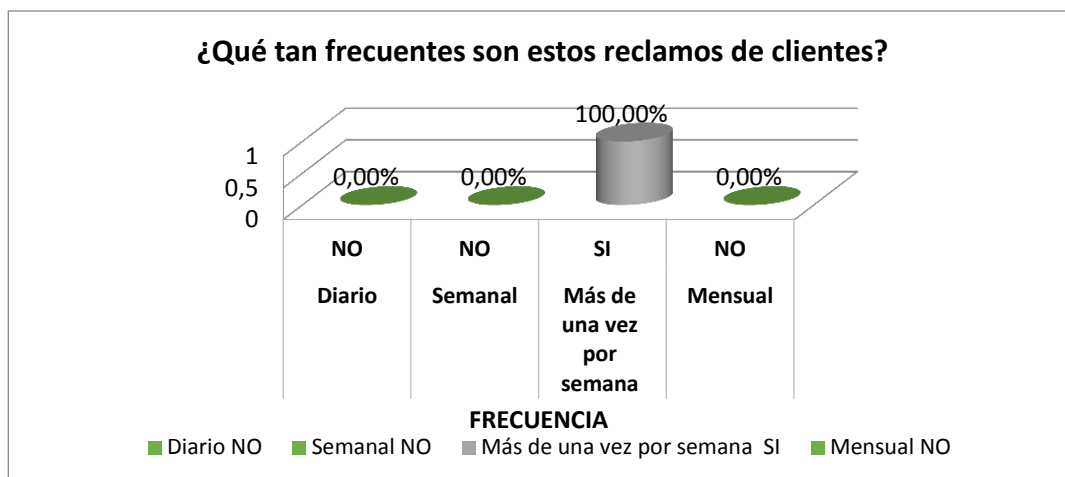 ¿Qué tan frecuentes son estos reclamos de clientes?
100,00%
1
0,5
0
0,00%
0,00%
0,00%
NO
NO
SI
NO
Diario
Semanal
Más de
una vez
por
semana
Mensual
FRECUENCIA
Diario NO
Semanal NO
Más de una vez por semana SI
Mensual NO